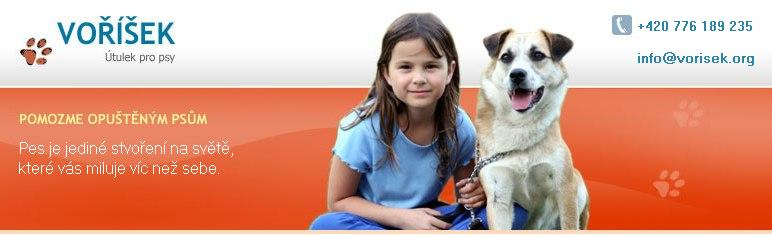 VOŘÍŠEK
Útulek pro psy
+420 776 189 235
info@vorisek.org
POMOZME OPUŠTĚNÝM PSŮM
Pes je jediné stvoření na světě,
které vás miluje víc než sebe.